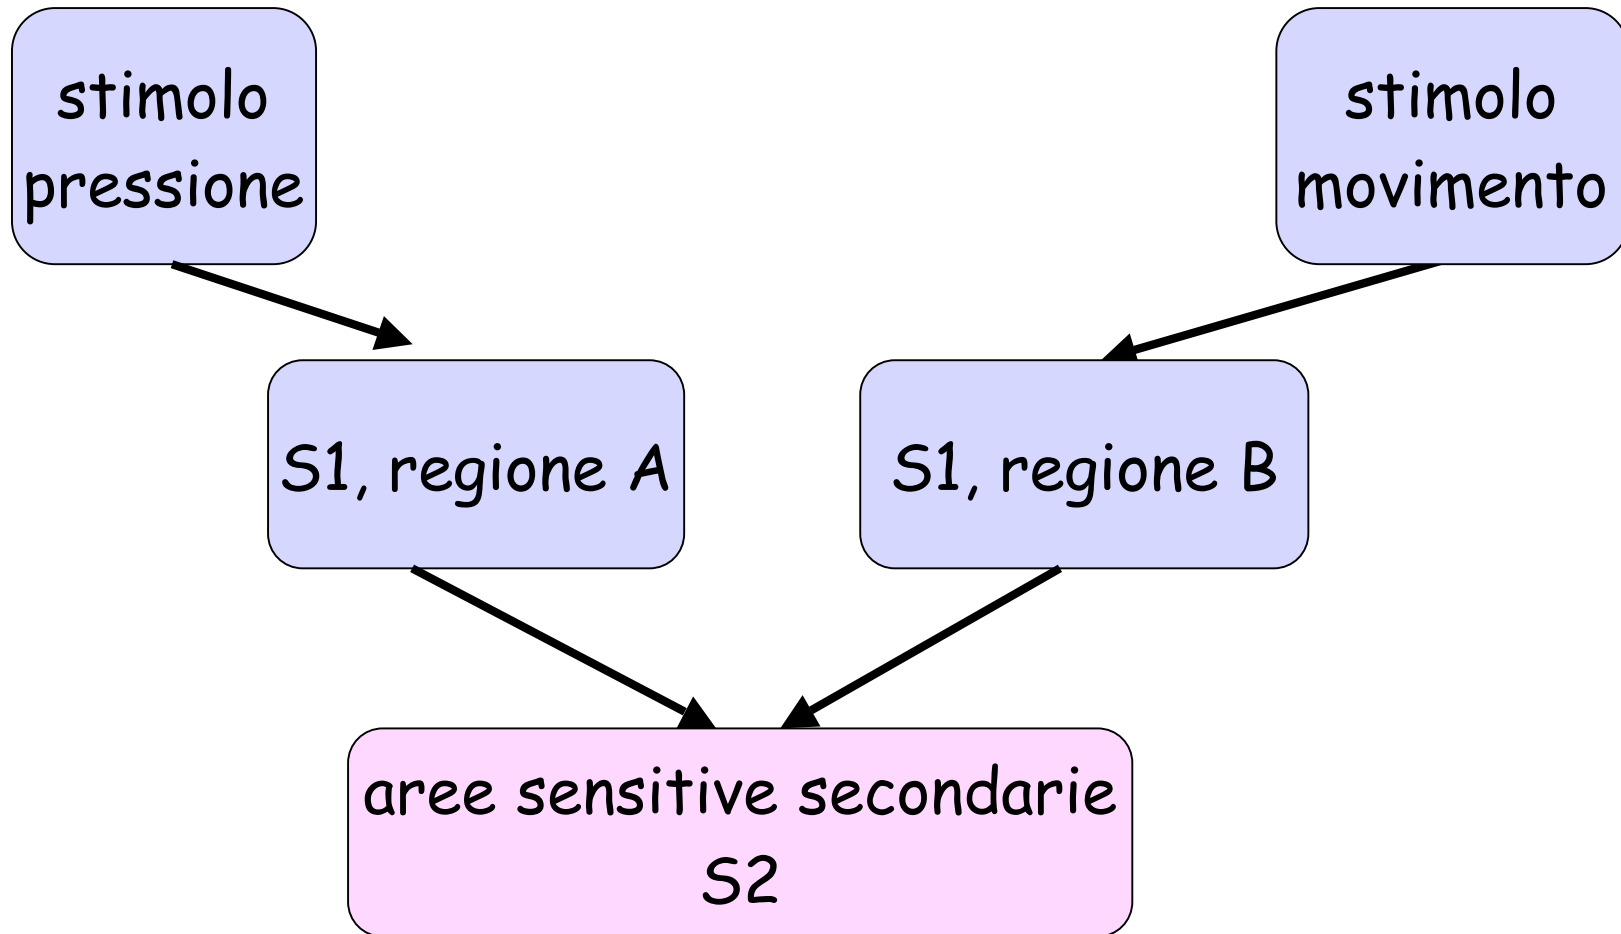 stimolo
pressione
stimolo
movimento
S1, regione A
S1, regione B
aree sensitive secondarie
S2